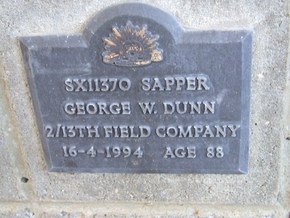 SX11370 SAPPER
GEORGE W. DUNN
2/13TH FIELD COMPANY
16-4-1994 AGE 88